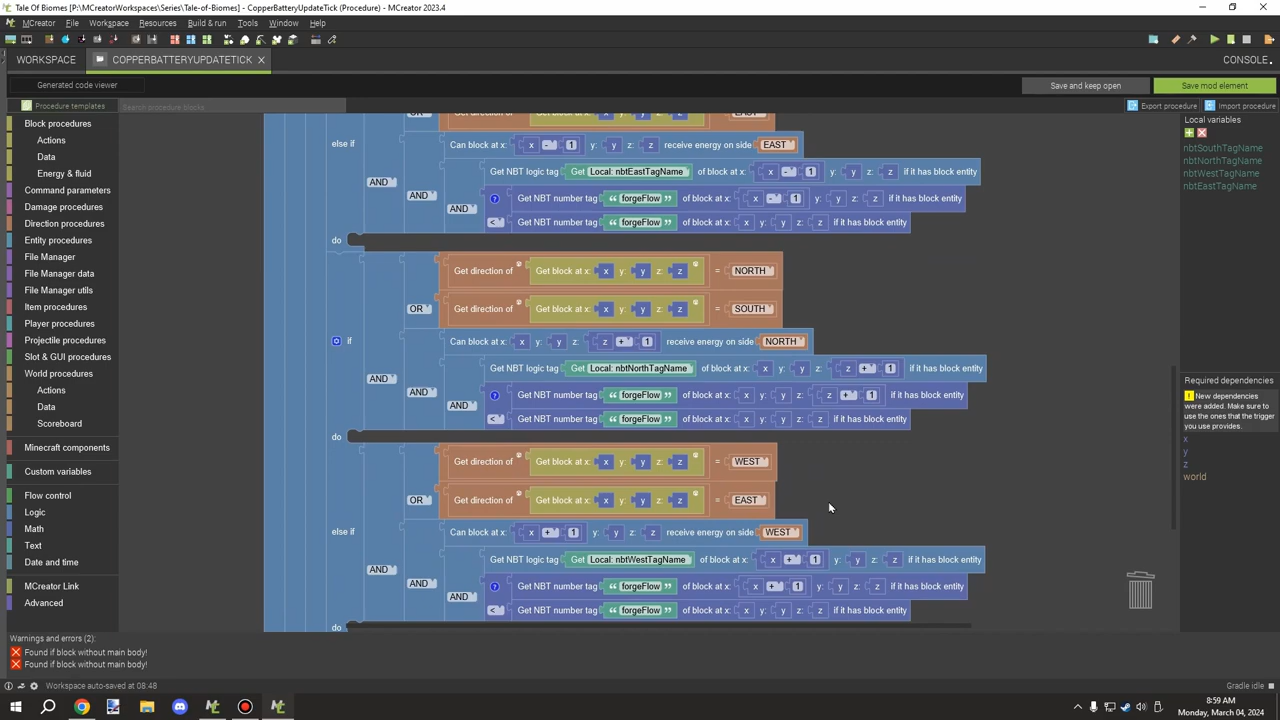 Tale Of Biomes [P:\MCreatorWorkspaces\Series\Tale-of-Biomes] - CopperBatteryUpdateTick (Procedure) - MCreator 2023.4
MCreator File Workspace Resources Build & run Tools Window Help
WORKSPACE COPPERBATTERYUPDATETICK CONSOLE
Generated code viewer Save and keep open Save mod element
Procedure templates Search procedure blocks Export procedure Import procedure
Block procedures
Actions
Data
Energy & fluid
Command parameters
Damage procedures
Direction procedures
Entity procedures
File Manager
File Manager data
File Manager utils
Item procedures
Player procedures
Projectile procedures
Slot & GUI procedures
World procedures
Actions
Data
Scoreboard
Minecraft components
Custom variables
Flow control
Logic
Math
Text
Date and time
MCreator Link
Advanced
OR Get direction of Get block at x: x y: y z: z = EAST
else if Can block at x: x - 1 y: y z: z receive energy on side EAST
AND Get NBT logic tag Get Local: nbtEastTagName of block at x: x - 1 y: y z: z if it has block entity
AND Get NBT number tag “ forgeFlow ” of block at x: x - 1 y: y z: z if it has block entity
AND < Get NBT number tag “ forgeFlow ” of block at x: x y: y z: z if it has block entity
do
Get direction of Get block at x: x y: y z: z = NORTH
OR Get direction of Get block at x: x y: y z: z = SOUTH
if Can block at x: x y: y z: z + 1 receive energy on side NORTH
AND Get NBT logic tag Get Local: nbtNorthTagName of block at x: x y: y z: z + 1 if it has block entity
AND Get NBT number tag “ forgeFlow ” of block at x: x y: y z: z + 1 if it has block entity
AND < Get NBT number tag “ forgeFlow ” of block at x: x y: y z: z if it has block entity
do
Get direction of Get block at x: x y: y z: z = WEST
OR Get direction of Get block at x: x y: y z: z = EAST
else if Can block at x: x + 1 y: y z: z receive energy on side WEST
AND Get NBT logic tag Get Local: nbtWestTagName of block at x: x + 1 y: y z: z if it has block entity
AND Get NBT number tag “ forgeFlow ” of block at x: x + 1 y: y z: z if it has block entity
AND < Get NBT number tag “ forgeFlow ” of block at x: x y: y z: z if it has block entity
do
Local variables
nbtSouthTagName
nbtNorthTagName
nbtWestTagName
nbtEastTagName
Required dependencies
! New dependencies
were added. Make sure to
use the ones that the trigger
you use provides.
x
y
z
world
Warnings and errors (2):
Found if block without main body!
Found if block without main body!
Workspace auto-saved at 08:48 Gradle idle
8:59 AM
Monday, March 04, 2024